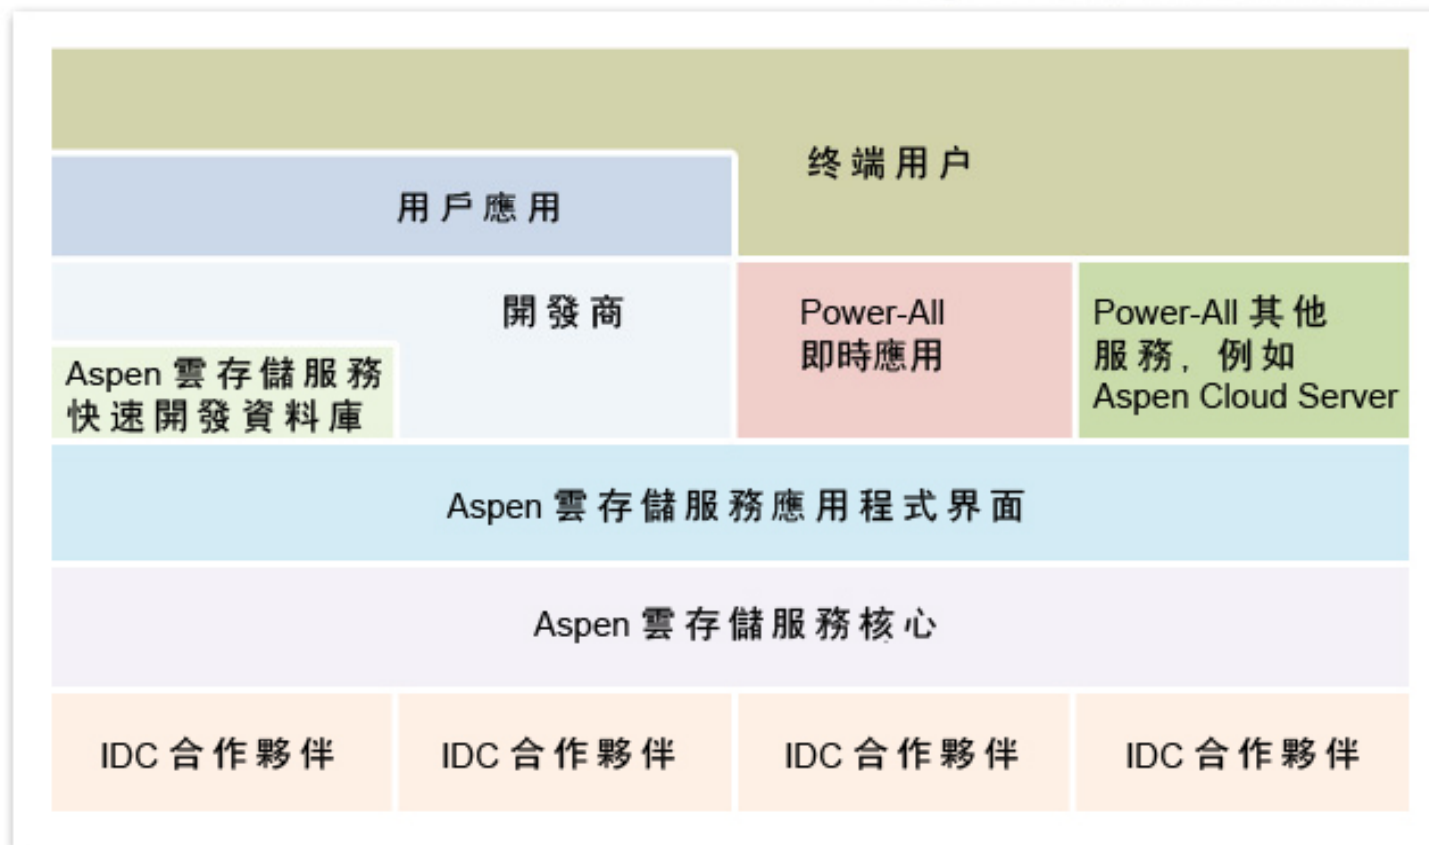 终端用户
用戶應用
開發商
Power-All
即時應用
Power-All 其他
服務, 例如
Aspen Cloud Server
Aspen 雲存儲服務
快速開發資料庫
Aspen 雲存儲服務應用程式界面
Aspen 雲存儲服務核心
IDC 合作夥伴
IDC 合作夥伴
IDC 合作夥伴
IDC 合作夥伴